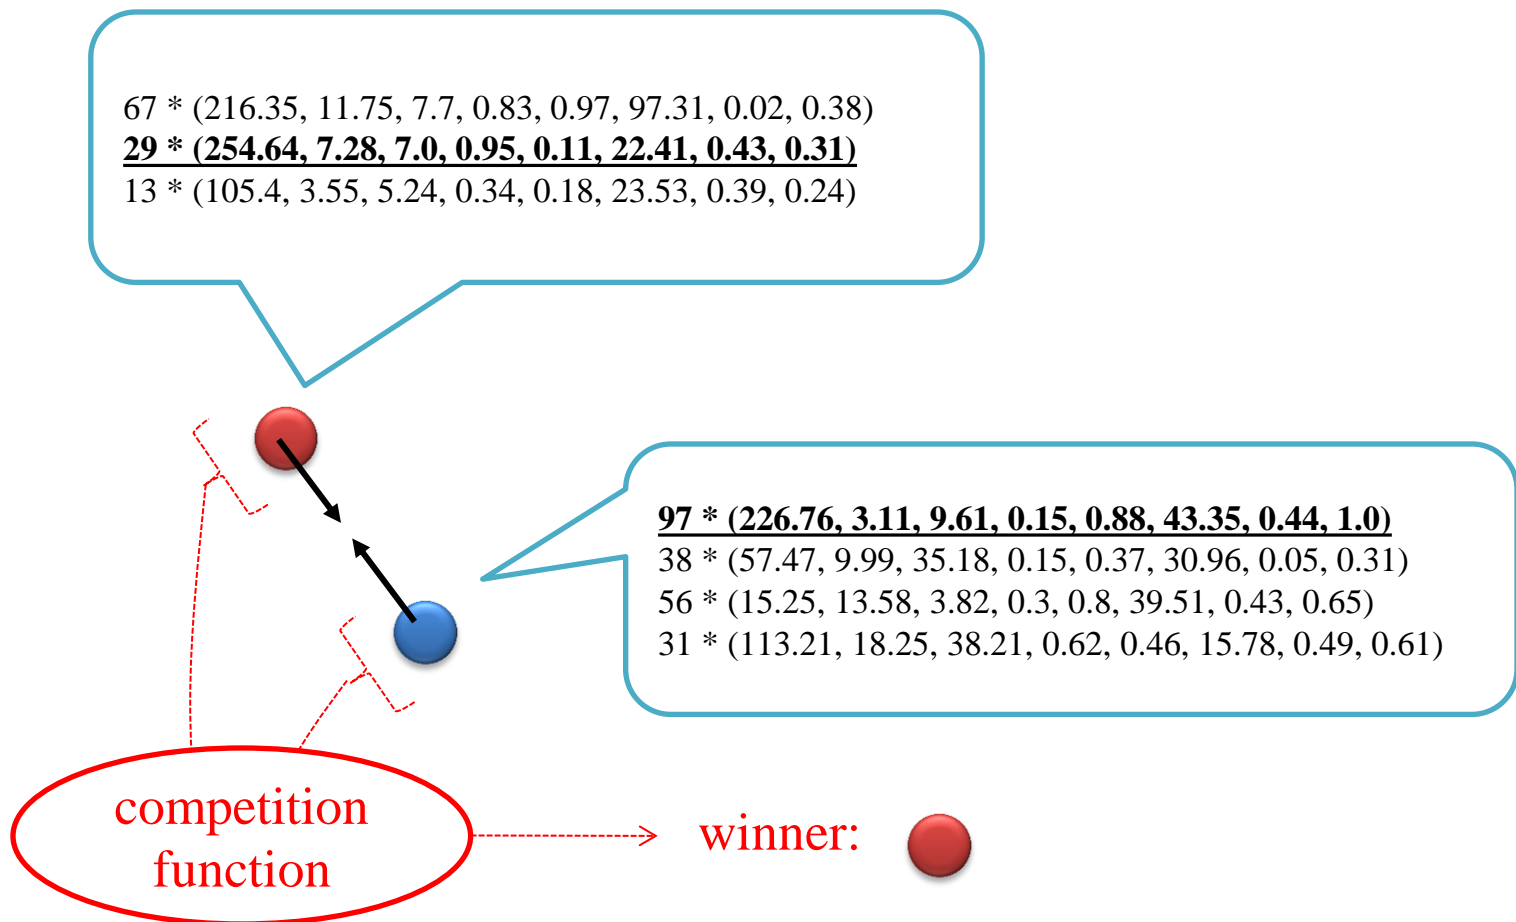 67 * (216.35, 11.75, 7.7, 0.83, 0.97, 97.31, 0.02, 0.38)
29 * (254.64, 7.28, 7.0, 0.95, 0.11, 22.41, 0.43, 0.31)
13 * (105.4, 3.55, 5.24, 0.34, 0.18, 23.53, 0.39, 0.24)
97 * (226.76, 3.11, 9.61, 0.15, 0.88, 43.35, 0.44, 1.0)
38 * (57.47, 9.99, 35.18, 0.15, 0.37, 30.96, 0.05, 0.31)
56 * (15.25, 13.58, 3.82, 0.3, 0.8, 39.51, 0.43, 0.65)
31 * (113.21, 18.25, 38.21, 0.62, 0.46, 15.78, 0.49, 0.61)
competition
function
winner: